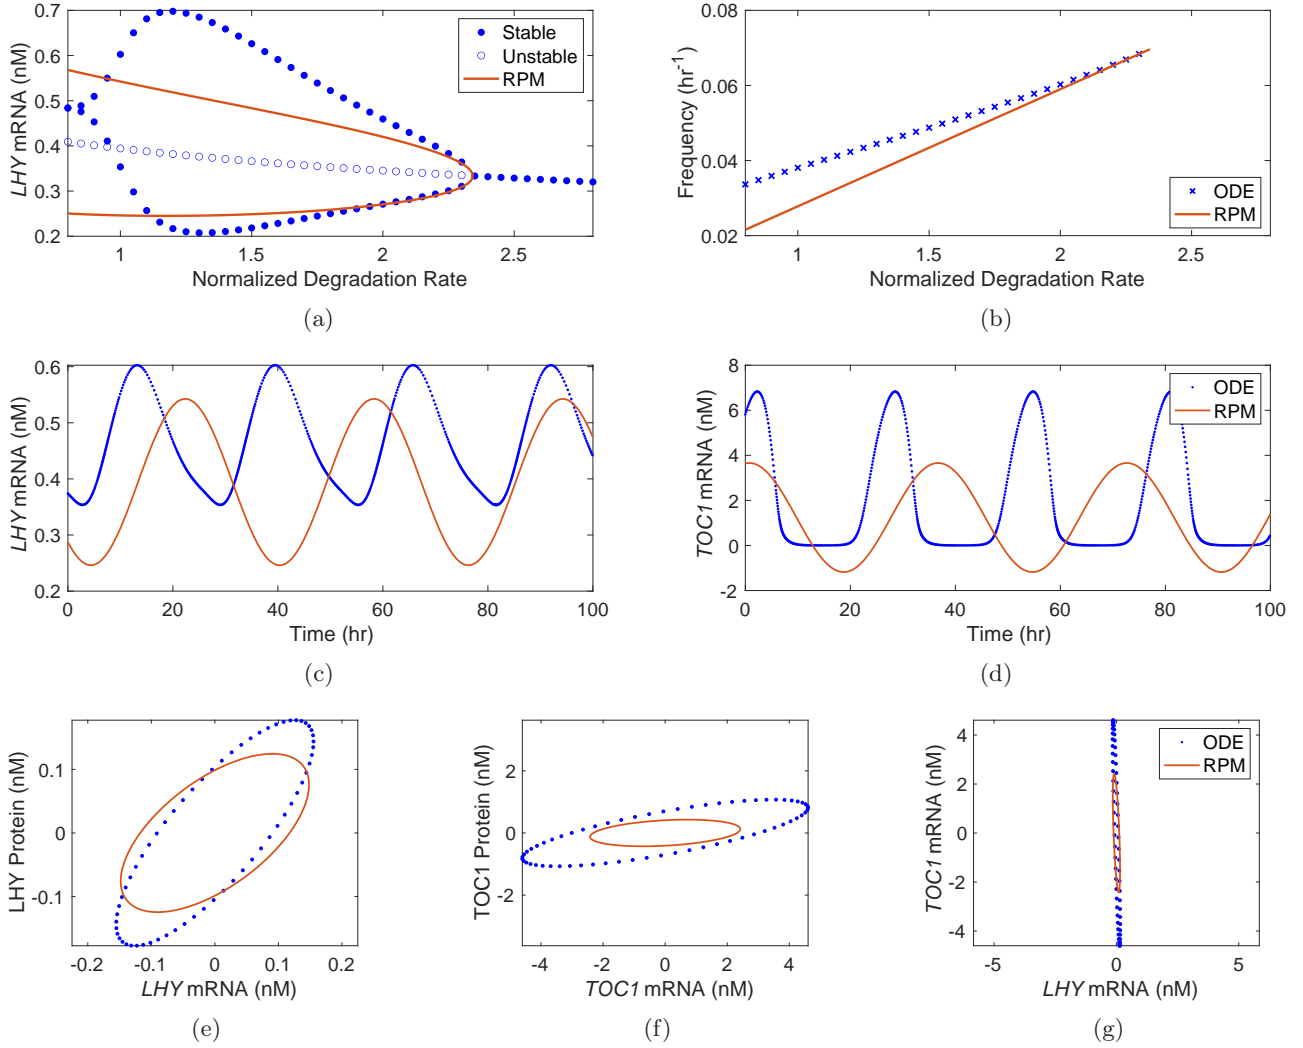 0.7
0.6
0.5
0.4
0.3
0.2
LHY mRNA (nM)
Stable
Unstable
RPM
1
1.5
2
2.5
Normalized Degradation Rate
(a)
0.08
0.06
0.04
0.02
Frequency (hr-1)
ODE
RPM
1
1.5
2
2.5
Normalized Degradation Rate
(b)
0.6
0.5
0.4
0.3
0.2
LHY mRNA (nM)
0
20
40
60
80
100
Time (hr)
(c)
8
6
4
2
0
-2
TOC1 mRNA (nM)
ODE
RPM
0
20
40
60
80
100
Time (hr)
(d)
0.1
0
-0.1
LHY Protein (nM)
-0.2
-0.1
0
0.1
0.2
LHY mRNA (nM)
(e)
2
0
-2
TOC1 Protein (nM)
-4
-2
0
2
4
TOC1 mRNA (nM)
(f)
4
2
0
-2
-4
TOC1 mRNA (nM)
ODE
RPM
-5
0
5
LHY mRNA (nM)
(g)